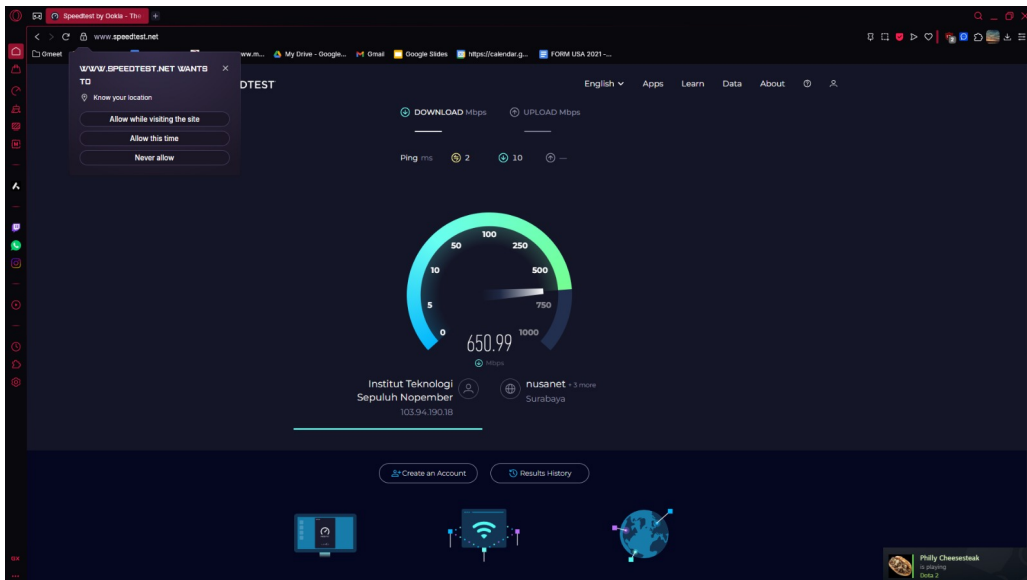 Speedtest by Ookla - The
www.speedtest.net
Gmeet
www.m...
My Drive - Google...
Gmail
Google Slides
https://calendar.g...
FORM USA 2021 -...
WWW.SPEEDTEST.NET WANTS TO
Know your location
Allow while visiting the site
Allow this time
Never allow
EDTEST
English
Apps
Learn
Data
About
DOWNLOAD Mbps
UPLOAD Mbps
Ping ms 2 10 —
0
5
10
50
100
250
500
750
1000
650.99
Mbps
Institut Teknologi
Sepuluh Nopember
103.94.190.18
nusanet + 3 more
Surabaya
Create an Account
Results History
Philly Cheesesteak
is playing
Dota 2